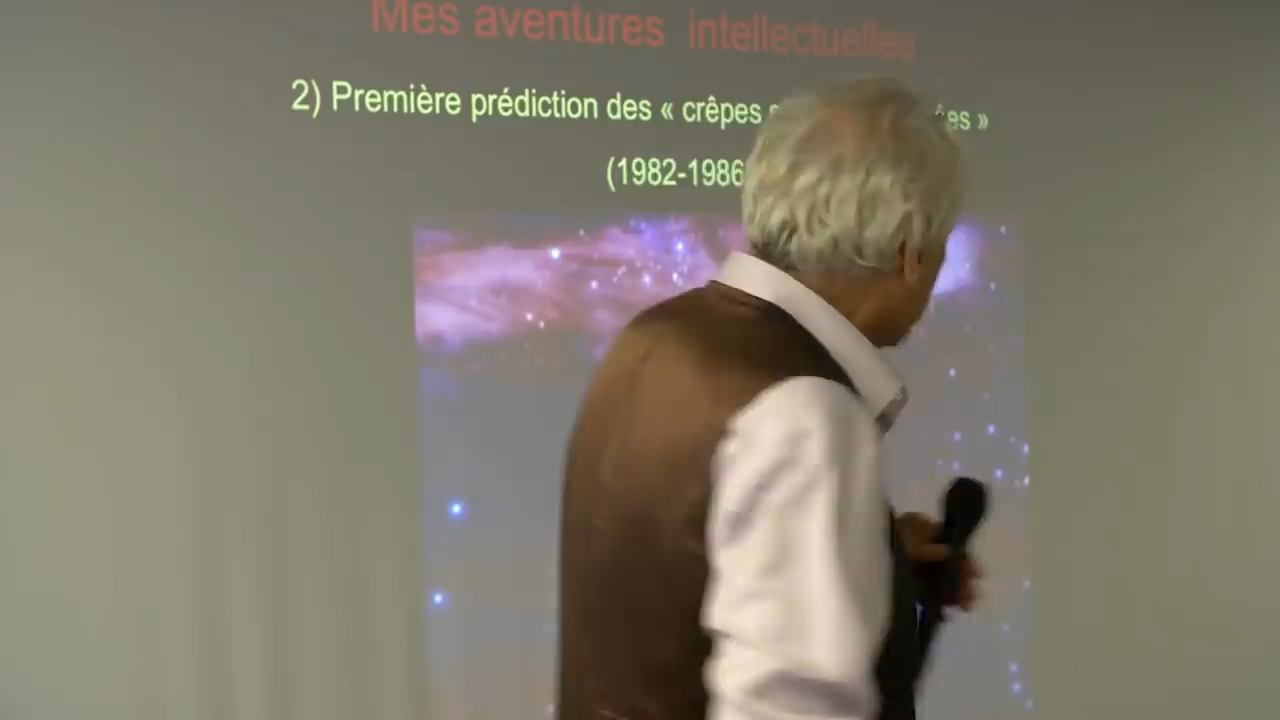 Mes aventures intellectuelles
2) Première prédiction des « crêpes »
(1982-1986